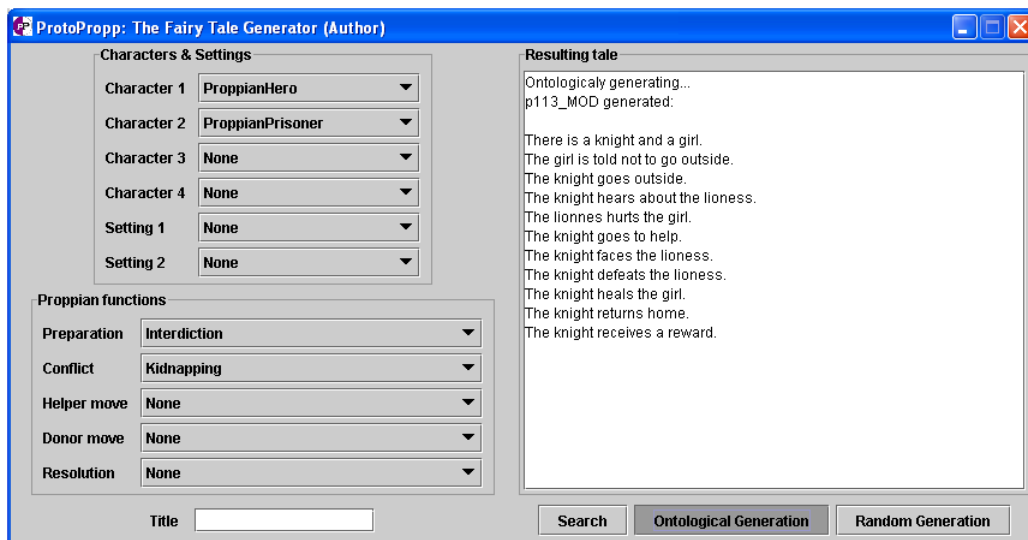 PP ProtoPropp: The Fairy Tale Generator (Author)
Characters & Settings
Character 1 ProppianHero
Character 2 ProppianPrisoner
Character 3 None
Character 4 None
Setting 1 None
Setting 2 None
Proppian functions
Preparation Interdiction
Conflict Kidnapping
Helper move None
Donor move None
Resolution None
Title
Resulting tale
Ontologicaly generating...
p113_MOD generated:
There is a knight and a girl.
The girl is told not to go outside.
The knight goes outside.
The knight hears about the lioness.
The lionnes hurts the girl.
The knight goes to help.
The knight faces the lioness.
The knight defeats the lioness.
The knight heals the girl.
The knight returns home.
The knight receives a reward.
Search Ontological Generation Random Generation